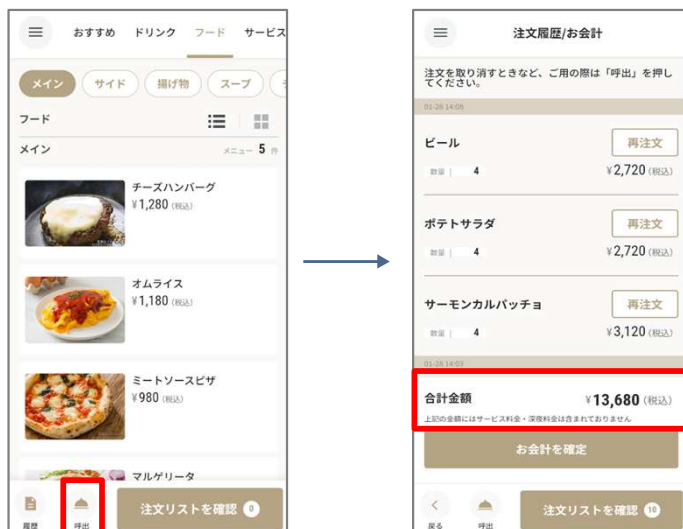 おすすめ ドリンク フード サービス
メイン サイド 揚げ物 スープ
フード
メイン メニュー 5 件
チーズハンバーグ
¥1,280 (税込)
オムライス
¥1,180 (税込)
ミートソースピザ
¥980 (税込)
マルゲリータ
履歴 呼出 注文リストを確認 0
注文履歴/お会計
注文を取り消すときなど、ご用の際は「呼出」を押し
てください。
01-28 14:08
ビール 再注文
数量 | 4 ¥2,720 (税込)
ポテトサラダ 再注文
数量 | 4 ¥2,720 (税込)
サーモンカルパッチョ 再注文
数量 | 4 ¥3,120 (税込)
01-28 14:03
合計金額 ¥13,680 (税込)
上記の金額にはサービス料金・深夜料金は含まれておりません
お会計を確定
戻る 呼出 注文リストを確認 10